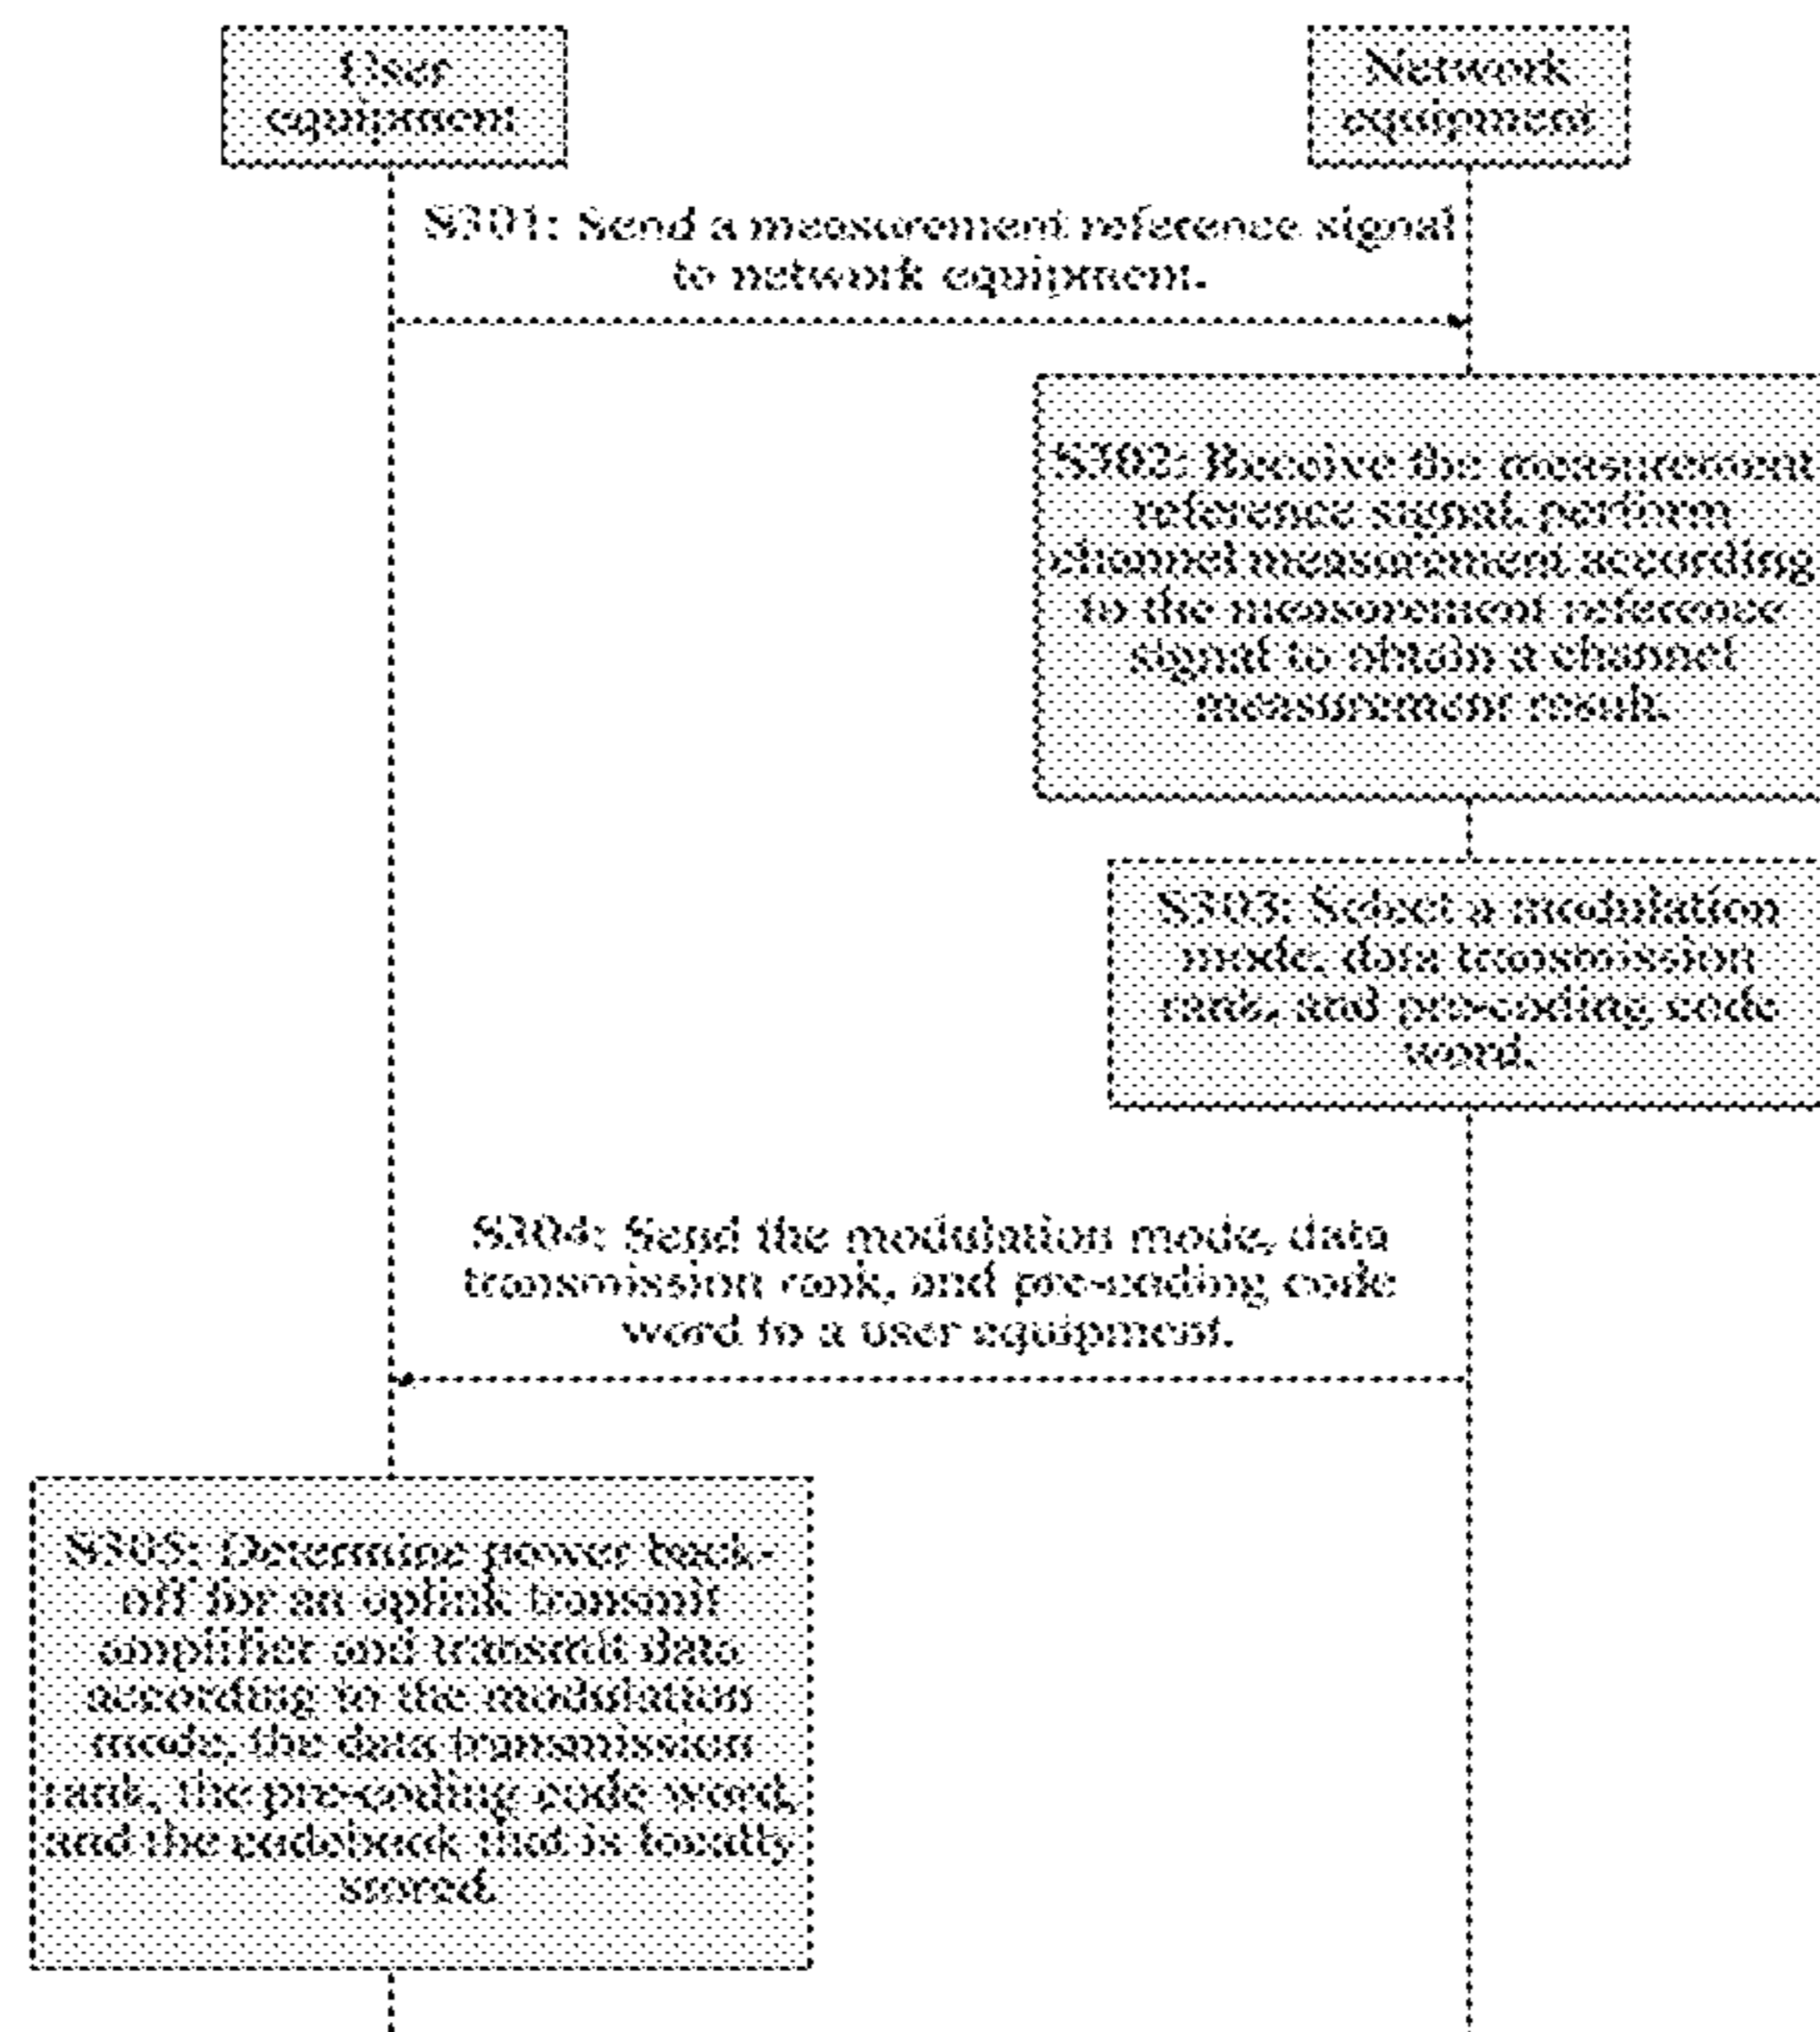 User
equipment
Network
equipment
S301: Send a measurement reference signal
to network equipment.
S302: Receive the measurement
reference signal, perform
channel measurement according
to the measurement reference
signal to obtain a channel
measurement result.
S303: Select a modulation
mode, data transmission
rank, and pre-coding code
word.
S304: Send the modulation mode, data
transmission rank, and pre-coding code
word to a user equipment.
S305: Determine power back-
off for an uplink transmit
amplifier and transmit data
according to the modulation
mode, the data transmission
rank, the pre-coding code word,
and the codebook that is locally
stored.